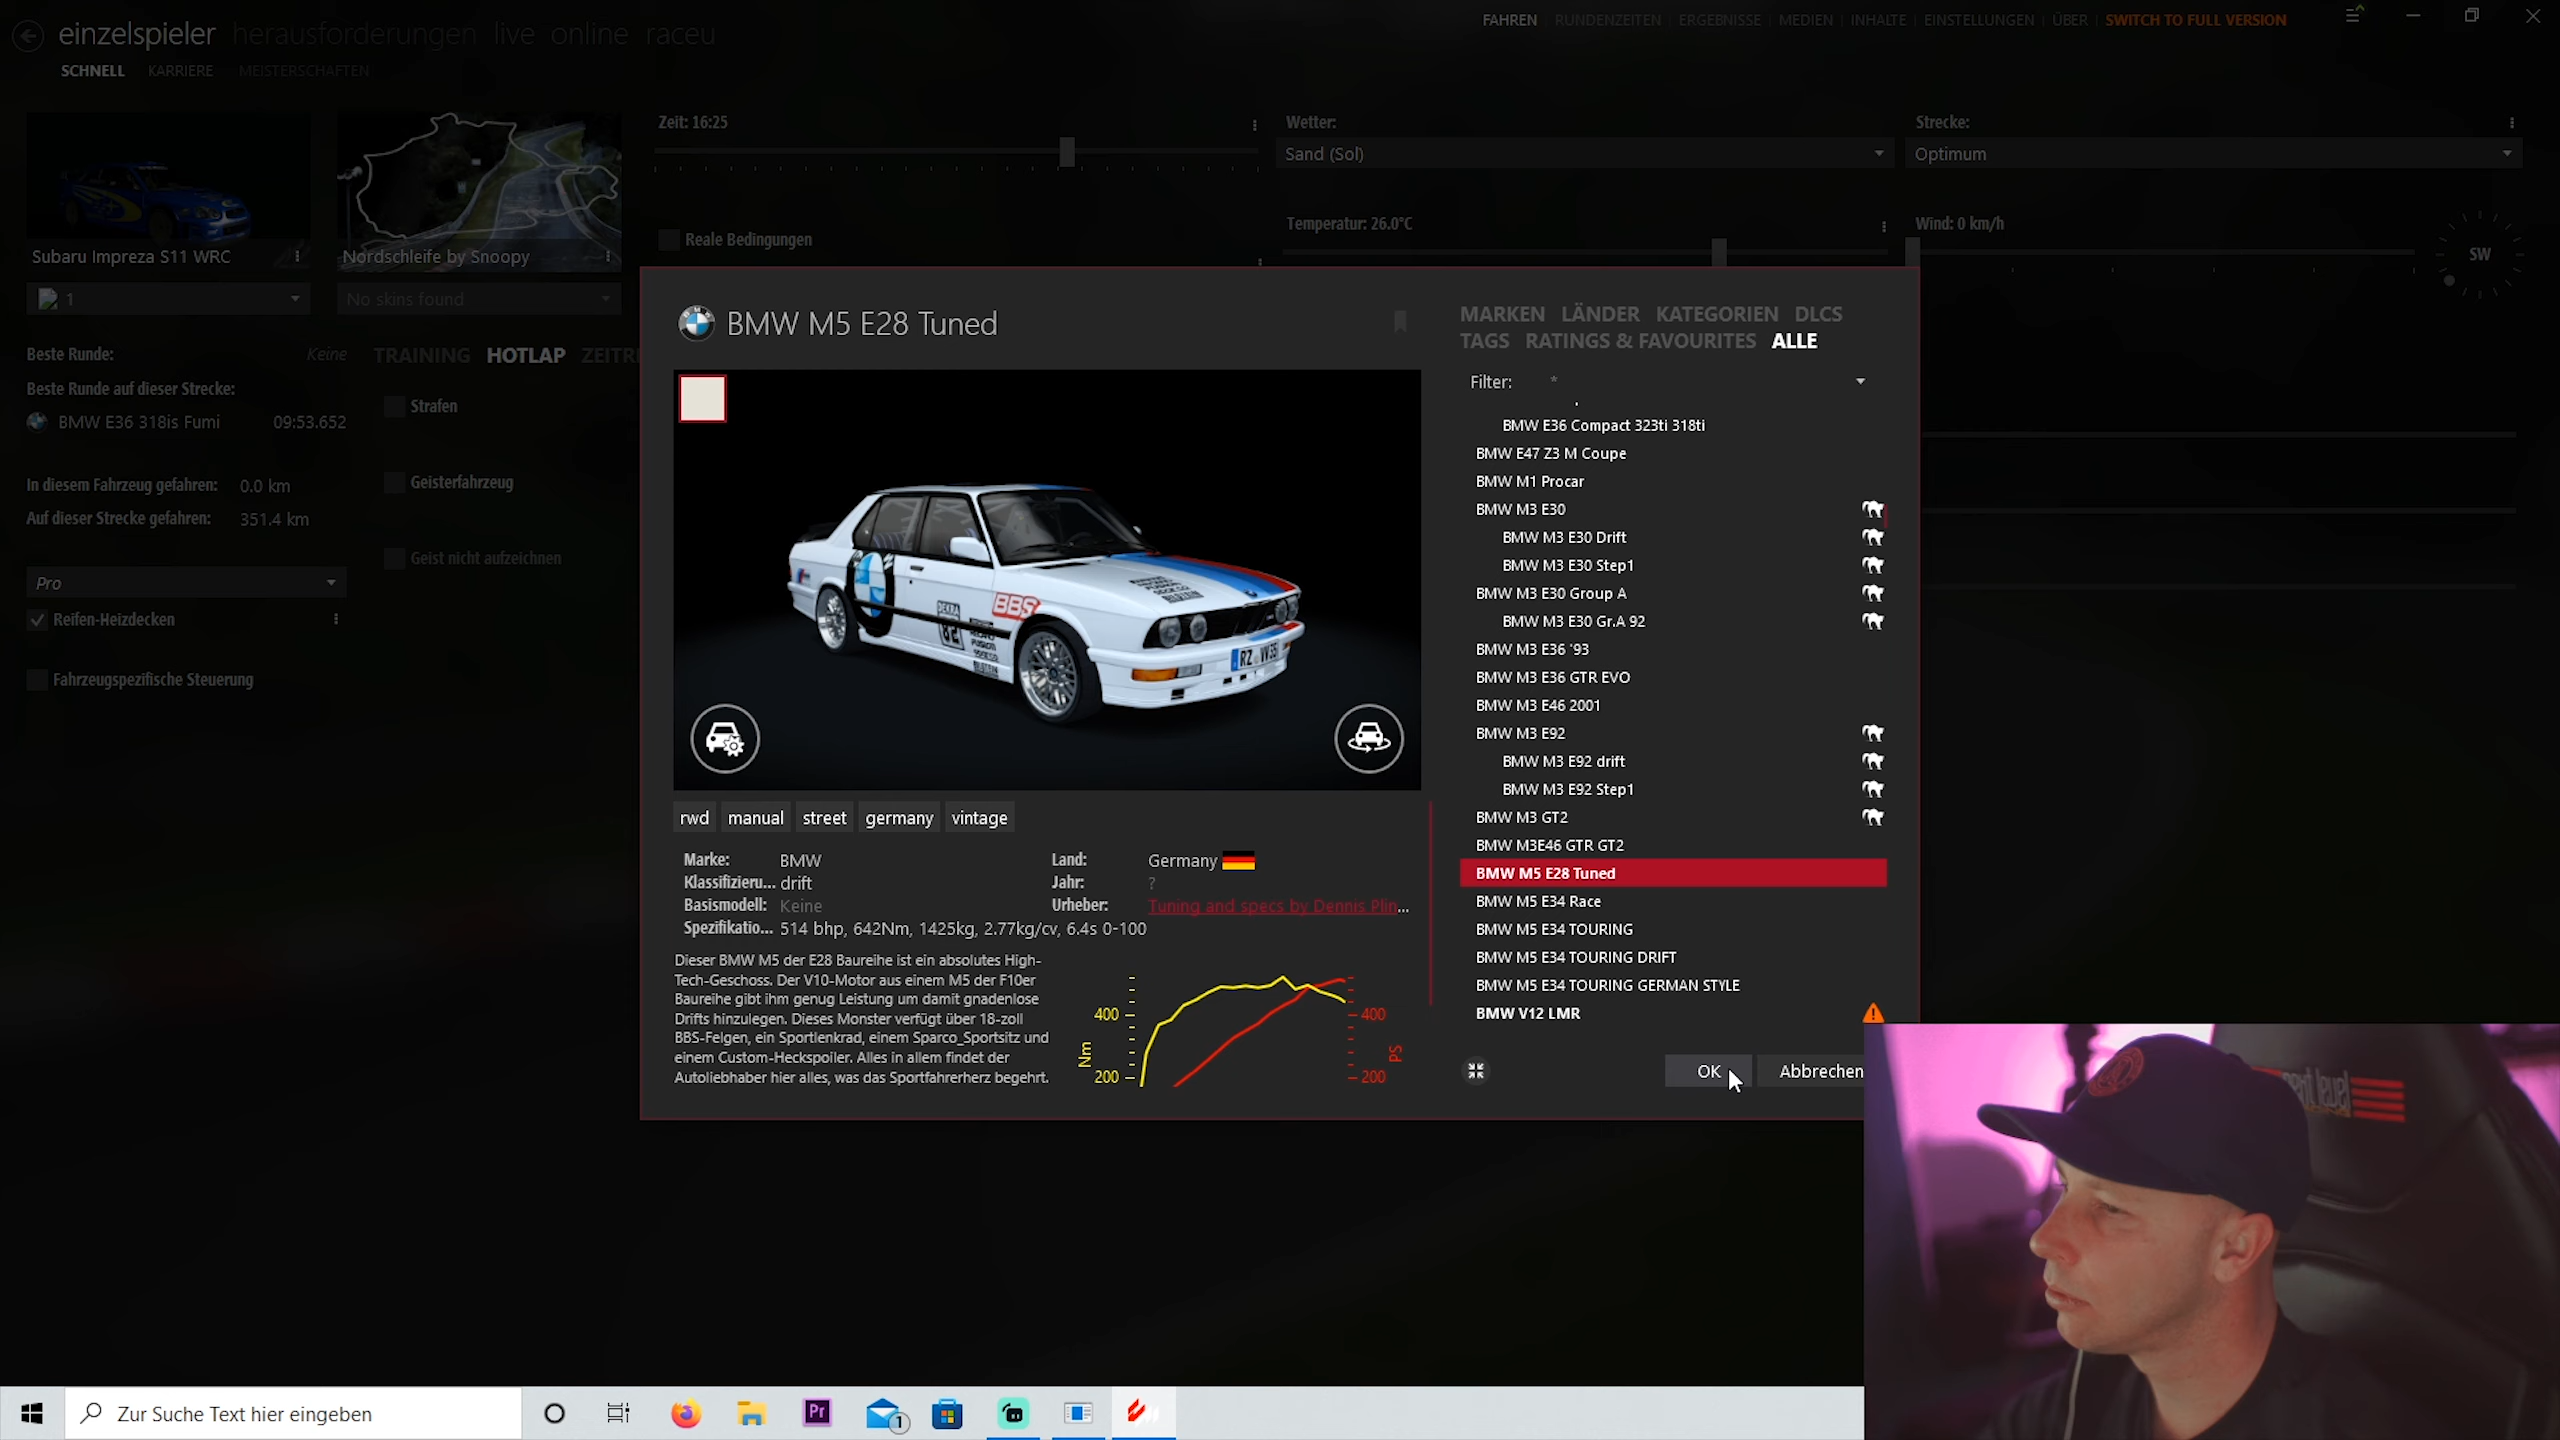 einzelspieler herausforderungen live online raceu
FAHREN RUNDENZEITEN ERGEBNISSE MEDIEN INHALTE EINSTELLUNGEN ÜBER SWITCH TO FULL VERSION
SCHNELL KARRIERE MEISTERSCHAFTEN
Zeit: 16:25
Wetter:
Strecke:
Sand (Sol)
Optimum
Subaru Impreza S11 WRC
Nordschleife by Snoopy
Reale Bedingungen
Temperatur: 26.0°C
Wind: 0 km/h
SW
1
No skins found
Beste Runde: Keine
TRAINING HOTLAP ZEITR
Beste Runde auf dieser Strecke:
BMW E36 318is Fumi 09:53.652
Strafen
In diesem Fahrzeug gefahren: 0.0 km
Geisterfahrzeug
Auf dieser Strecke gefahren: 351.4 km
Geist nicht aufzeichnen
Pro
Reifen-Heizdecken
Fahrzeugspezifische Steuerung
BMW M5 E28 Tuned
BBS
DEKRA
82
rwd manual street germany vintage
Marke: BMW
Land: Germany
Klassifizieru... drift
Jahr: ?
Basismodell: Keine
Urheber: Tuning and specs by Dennis Plin...
Spezifikatio... 514 bhp, 642Nm, 1425kg, 2.77kg/cv, 6.4s 0-100
Dieser BMW M5 der E28 Baureihe ist ein absolutes High-
Tech-Geschoss. Der V10-Motor aus einem M5 der F10er
Baureihe gibt ihm genug Leistung um damit gnadenlose
Drifts hinzulegen. Dieses Monster verfügt über 18-zoll
BBS-Felgen, ein Sportlenkrad, einem Sparco_Sportsitz und
einem Custom-Heckspoiler. Alles in allem findet der
Autoliebhaber hier alles, was das Sportfahrerherz begehrt.
400
200
Nm
400
200
PS
MARKEN LÄNDER KATEGORIEN DLCS
TAGS RATINGS & FAVOURITES ALLE
Filter: *
BMW E36 Compact 323ti 318ti
BMW E47 Z3 M Coupe
BMW M1 Procar
BMW M3 E30
BMW M3 E30 Drift
BMW M3 E30 Step1
BMW M3 E30 Group A
BMW M3 E30 Gr.A 92
BMW M3 E36 '93
BMW M3 E36 GTR EVO
BMW M3 E46 2001
BMW M3 E92
BMW M3 E92 drift
BMW M3 E92 Step1
BMW M3 GT2
BMW M3E46 GTR GT2
BMW M5 E28 Tuned
BMW M5 E34 Race
BMW M5 E34 TOURING
BMW M5 E34 TOURING DRIFT
BMW M5 E34 TOURING GERMAN STYLE
BMW V12 LMR
OK Abbrechen
next level
Zur Suche Text hier eingeben
Pr
1